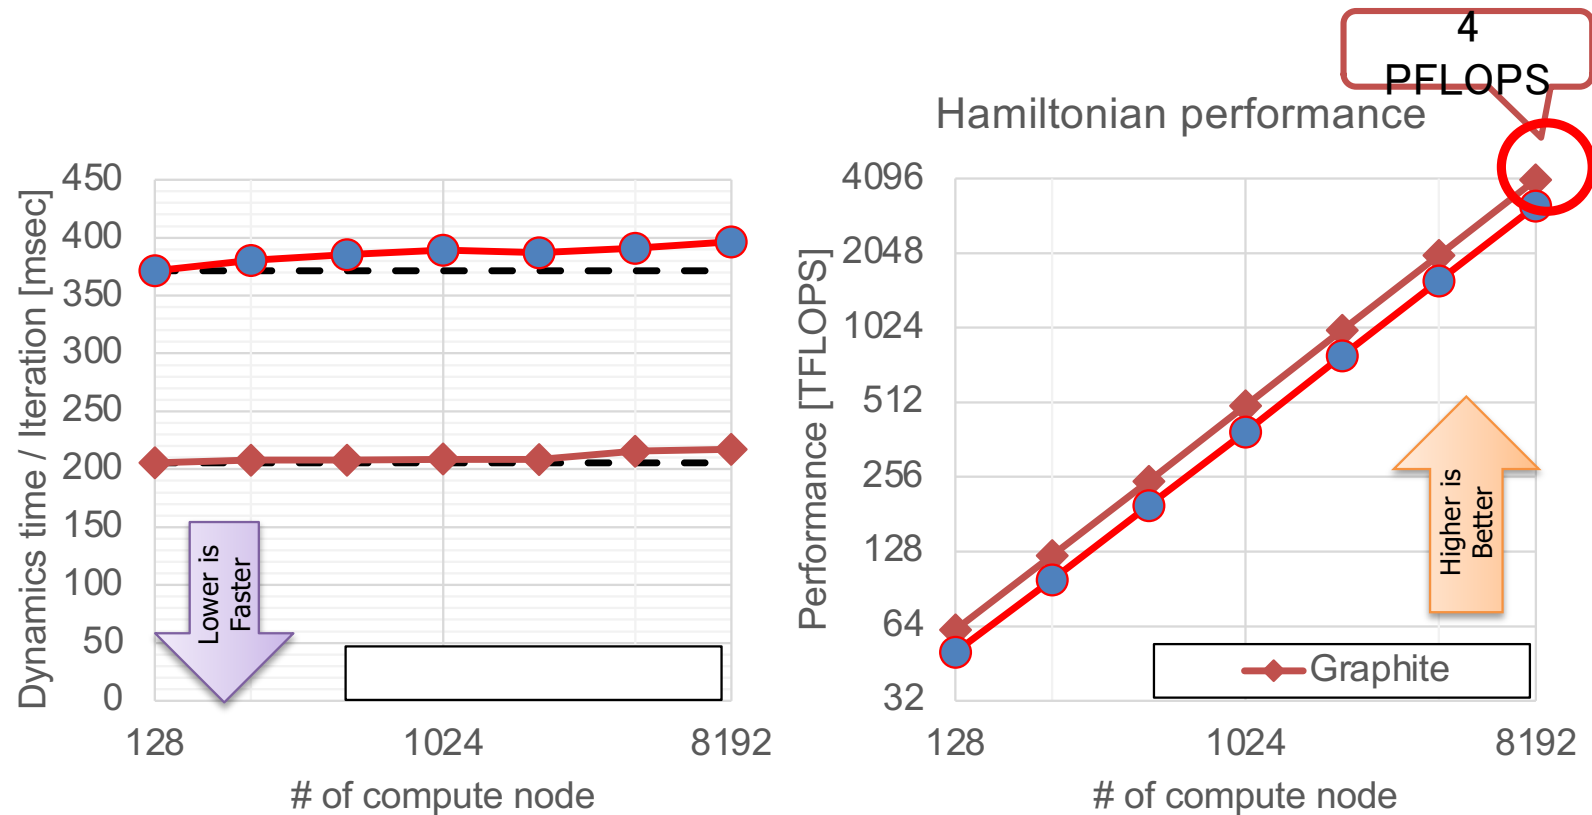 4
PFLOPS
Hamiltonian performance
Dynamics time / Iteration [msec]
450
400
350
300
250
200
150
100
50
0
Lower is
Faster
128
1024
8192
# of compute node
Performance [TFLOPS]
4096
2048
1024
512
256
128
64
32
Higher is
Better
Graphite
128
1024
8192
# of compute node